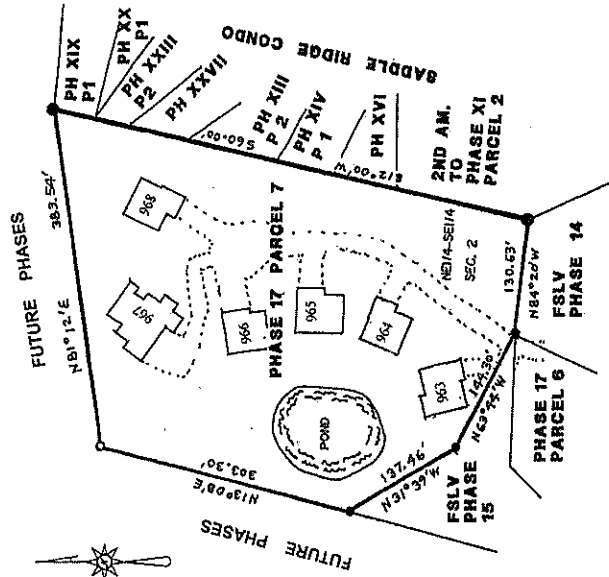 FUTURE PHASES
N81°12'E
383.54'
PH XIX
P1
PH XX
P1
PH XXIII
P2
PH XXVII
PH XIII
P 2
PH XIV
P 1
PH XVI
2ND AM.
TO
PHASE XI
PARCEL 2
SADDLE RIDGE CONDO
560.00'
S12°00'W
968
967
966
965
964
963
PHASE 17 PARCEL 7
NE1/4-SE1/4
SEC. 2
POND
FUTURE PHASES
N13°08'E
303.30'
137.46'
N31°39'W
144.30'
N63°44'W
130.63'
N84°20'W
FSLV
PHASE
15
PHASE 17
PARCEL 6
FSLV
PHASE 14